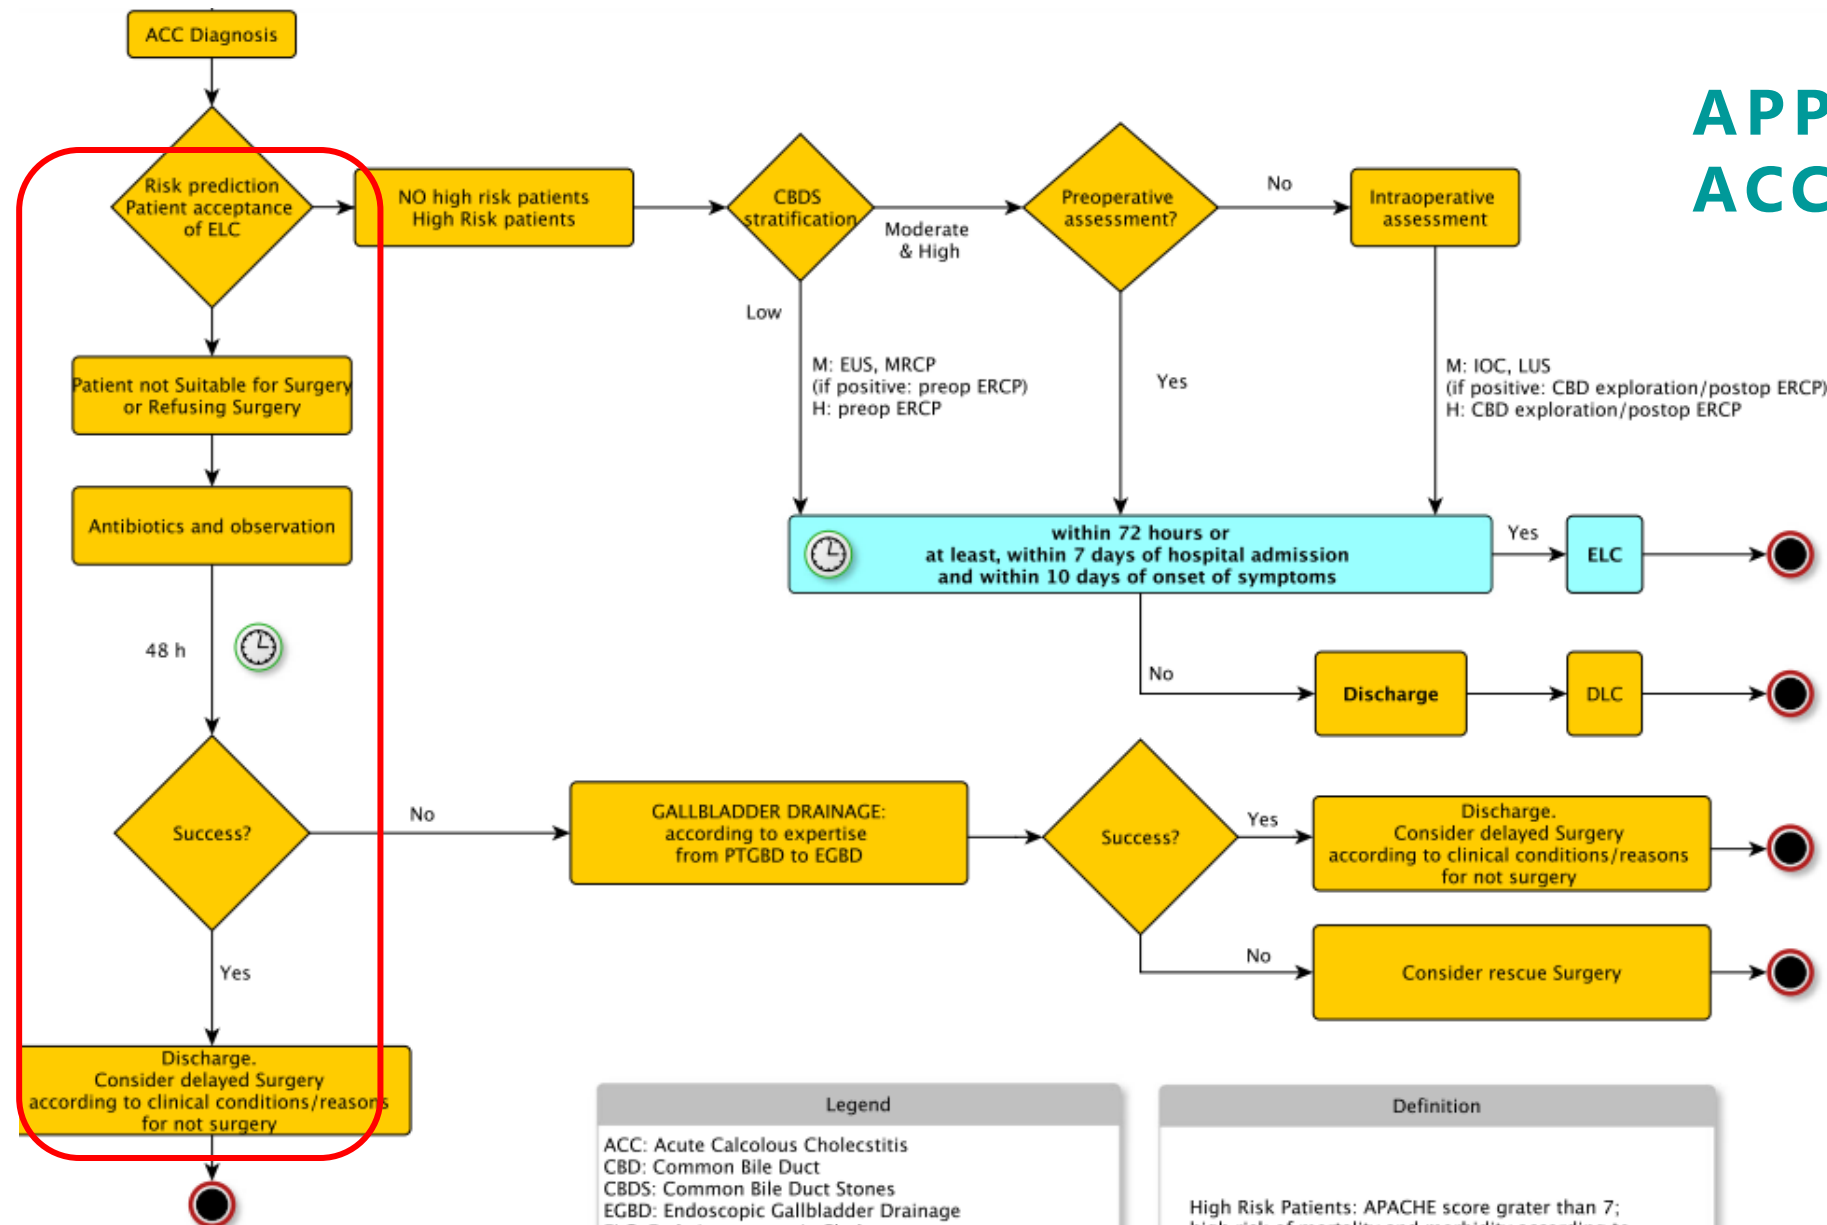 ACC Diagnosis
APP
ACC
Risk prediction
Patient acceptance
of ELC
NO high risk patients
High Risk patients
CBDS
stratification
Moderate
& High
Preoperative
assessment?
No
Intraoperative
assessment
Low
M: EUS, MRCP
(if positive: preop ERCP)
H: preop ERCP
Yes
M: IOC, LUS
(if positive: CBD exploration/postop ERCP)
H: CBD exploration/postop ERCP
Patient not Suitable for Surgery
or Refusing Surgery
Antibiotics and observation
within 72 hours or
at least, within 7 days of hospital admission
and within 10 days of onset of symptoms
Yes
ELC
48 h
No
Discharge
DLC
Success?
No
GALLBLADDER DRAINAGE:
according to expertise
from PTGBD to EGBD
Success?
Yes
Discharge.
Consider delayed Surgery
according to clinical conditions/reasons
for not surgery
No
Consider rescue Surgery
Yes
Discharge.
Consider delayed Surgery
according to clinical conditions/reasons
for not surgery
Legend
ACC: Acute Calcolous Cholecstitis
CBD: Common Bile Duct
CBDS: Common Bile Duct Stones
EGBD: Endoscopic Gallbladder Drainage
Definition
High Risk Patients: APACHE score grater than 7;
high risk of mortality and morbidity according to